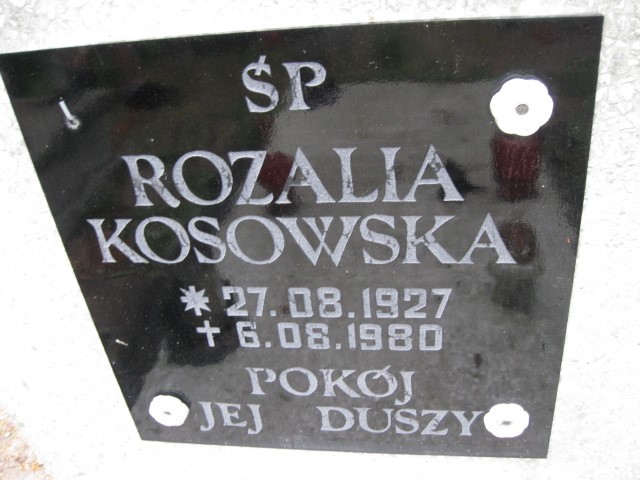 ŚP
ROZALIA
KOSOWSKA
* 27.08.1927
† 6.08.1980
POKÓJ
JEJ DUSZY